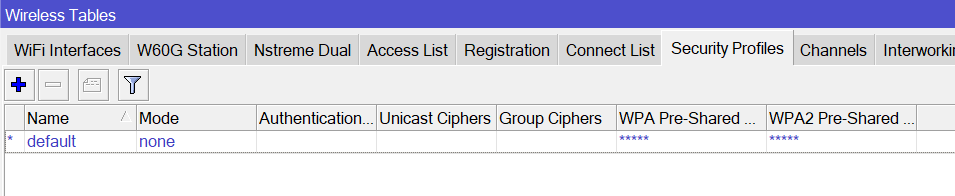 Wireless Tables
WiFi Interfaces W60G Station Nstreme Dual Access List Registration Connect List Security Profiles Channels Interworkin
Name Mode Authentication... Unicast Ciphers Group Ciphers WPA Pre-Shared ... WPA2 Pre-Shared ...
* default none ***** *****